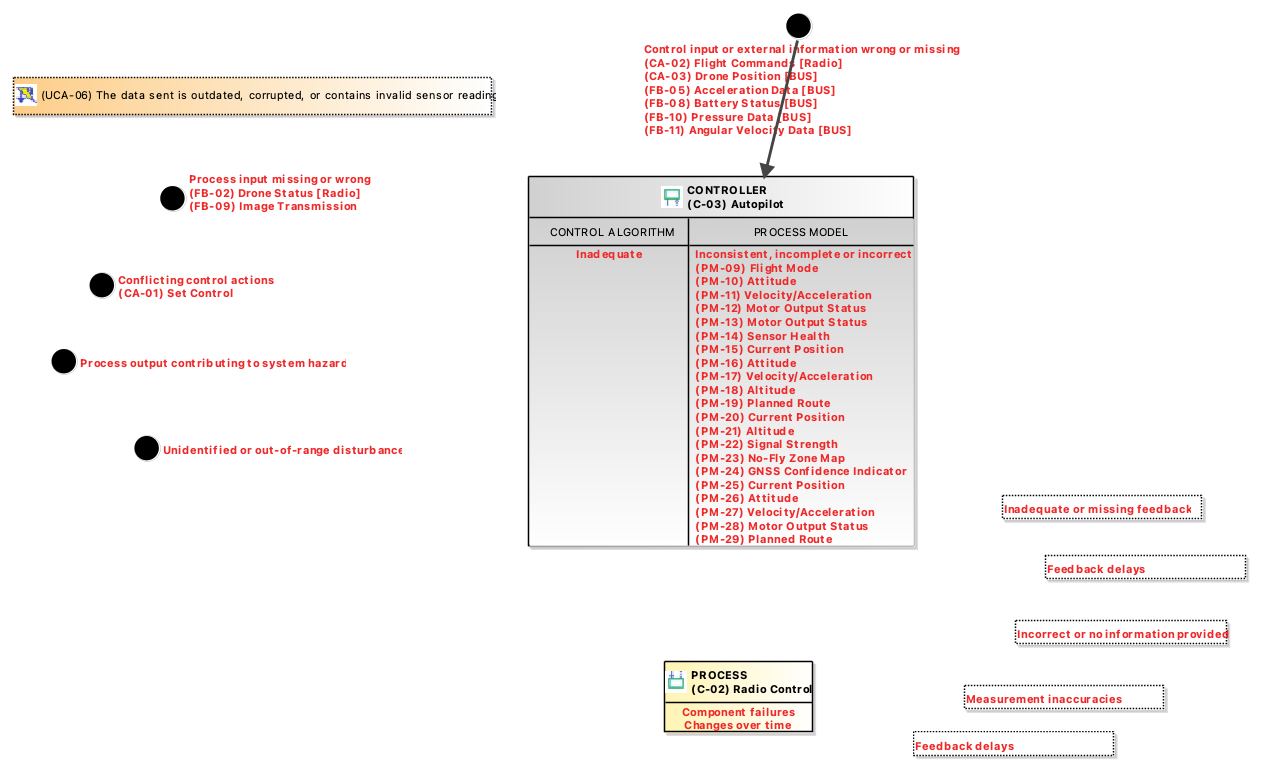 Control input or external information wrong or missing
(CA-02) Flight Commands [Radio]
(CA-03) Drone Position [BUS]
(FB-05) Acceleration Data [BUS]
(FB-08) Battery Status [BUS]
(FB-10) Pressure Data [BUS]
(FB-11) Angular Velocity Data [BUS]
(UCA-06) The data sent is outdated, corrupted, or contains invalid sensor reading
Process input missing or wrong
(FB-02) Drone Status [Radio]
(FB-09) Image Transmission
Conflicting control actions
(CA-01) Set Control
Process output contributing to system hazard
Unidentified or out-of-range disturbance
CONTROLLER
(C-03) Autopilot
CONTROL ALGORITHM
Inadequate
PROCESS MODEL
Inconsistent, incomplete or incorrect
(PM-09) Flight Mode
(PM-10) Attitude
(PM-11) Velocity/Acceleration
(PM-12) Motor Output Status
(PM-13) Motor Output Status
(PM-14) Sensor Health
(PM-15) Current Position
(PM-16) Attitude
(PM-17) Velocity/Acceleration
(PM-18) Altitude
(PM-19) Planned Route
(PM-20) Current Position
(PM-21) Altitude
(PM-22) Signal Strength
(PM-23) No-Fly Zone Map
(PM-24) GNSS Confidence Indicator
(PM-25) Current Position
(PM-26) Attitude
(PM-27) Velocity/Acceleration
(PM-28) Motor Output Status
(PM-29) Planned Route
Inadequate or missing feedback
Feedback delays
Incorrect or no information provided
Measurement inaccuracies
Feedback delays
PROCESS
(C-02) Radio Control
Component failures
Changes over time